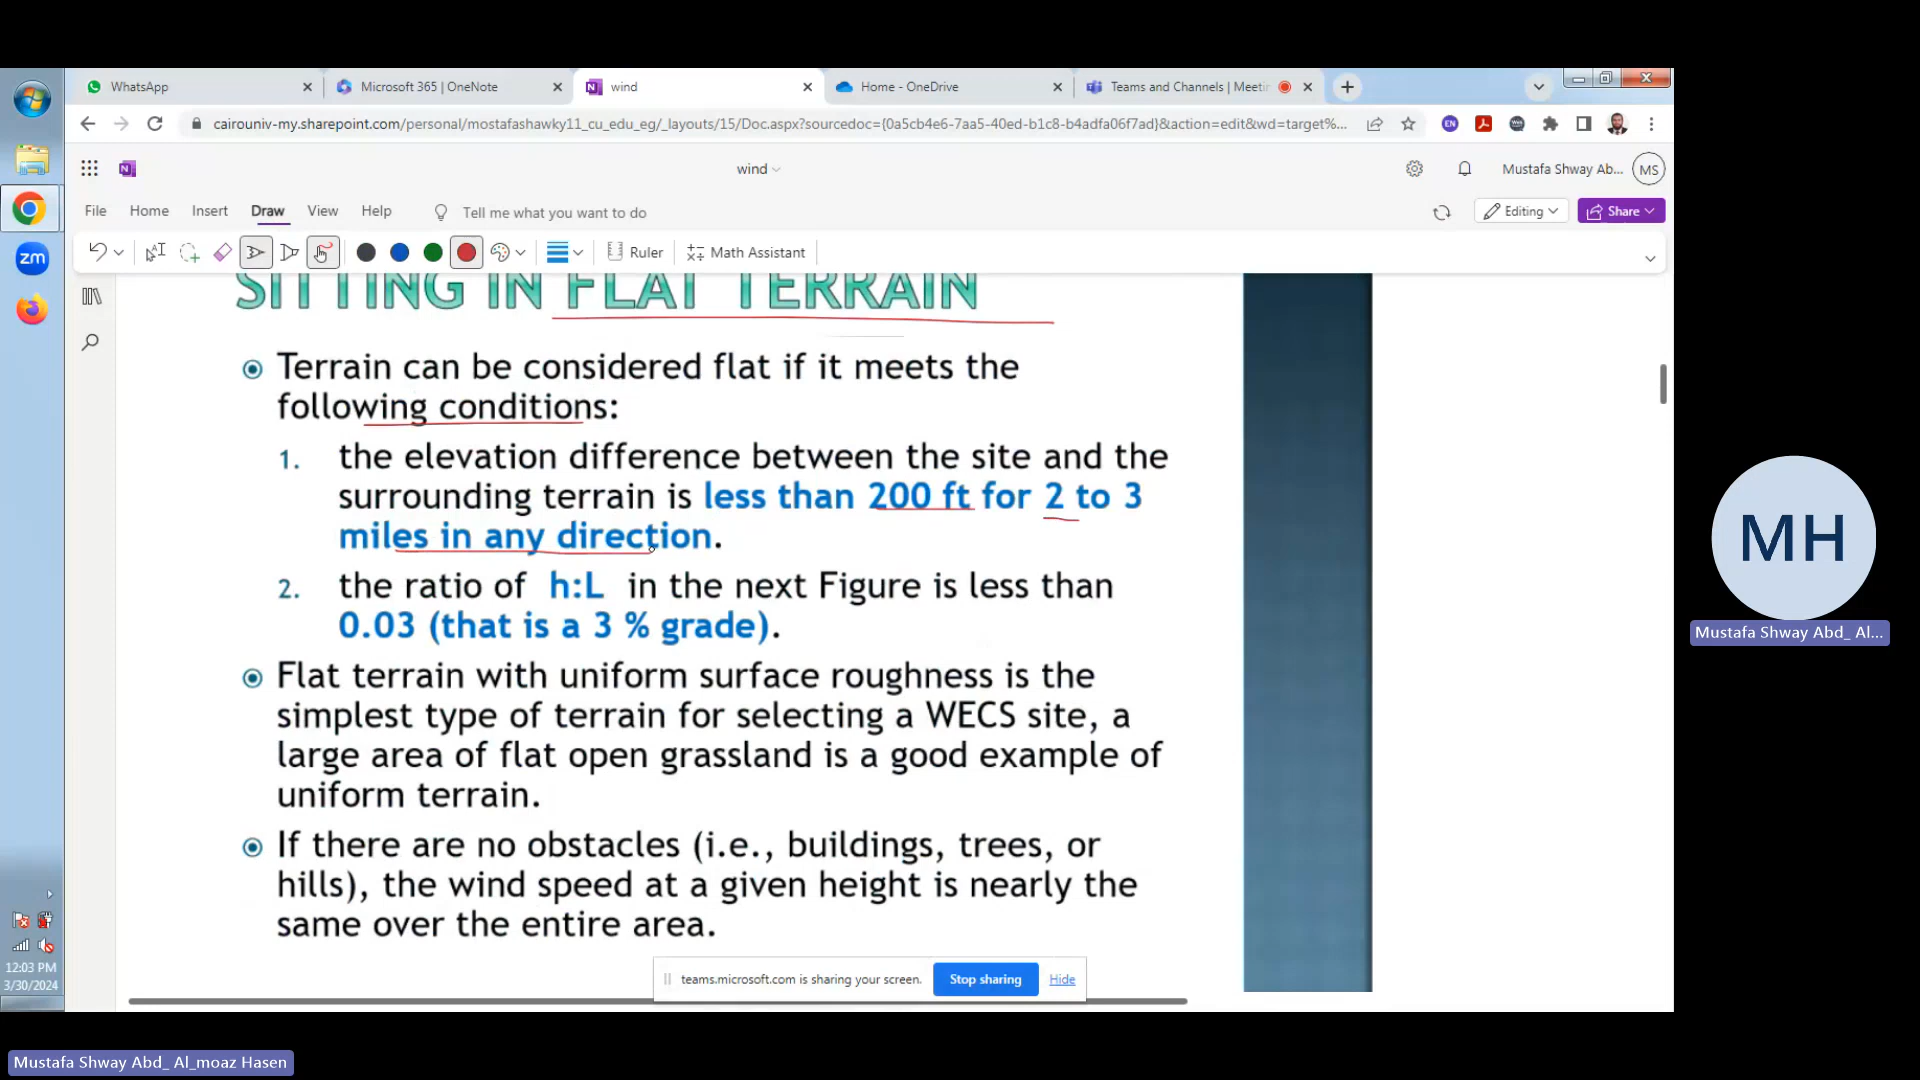 WhatsApp
Microsoft 365 | OneNote
wind
Home - OneDrive
Teams and Channels | Meetin
cairouniv-my.sharepoint.com/personal/mostafashawky11_cu_edu_eg/_layouts/15/Doc.aspx?sourcedoc={0a5cb4e6-7aa5-40ed-b1c8-b4adfa06f7ad}&action=edit&wd=target%...
EN
wind
Mustafa Shway Ab...
MS
File
Home
Insert
Draw
View
Help
Tell me what you want to do
Editing
Share
Ruler
Math Assistant
zm
SITTING IN FLAT TERRAIN
Terrain can be considered flat if it meets the
following conditions:
1. the elevation difference between the site and the
surrounding terrain is less than 200 ft for 2 to 3
miles in any direction.
2. the ratio of h:L in the next Figure is less than
0.03 (that is a 3 % grade).
Flat terrain with uniform surface roughness is the
simplest type of terrain for selecting a WECS site, a
large area of flat open grassland is a good example of
uniform terrain.
If there are no obstacles (i.e., buildings, trees, or
hills), the wind speed at a given height is nearly the
same over the entire area.
teams.microsoft.com is sharing your screen.
Stop sharing
Hide
12:03 PM
3/30/2024
MH
Mustafa Shway Abd_ Al...
Mustafa Shway Abd_ Al_moaz Hasen